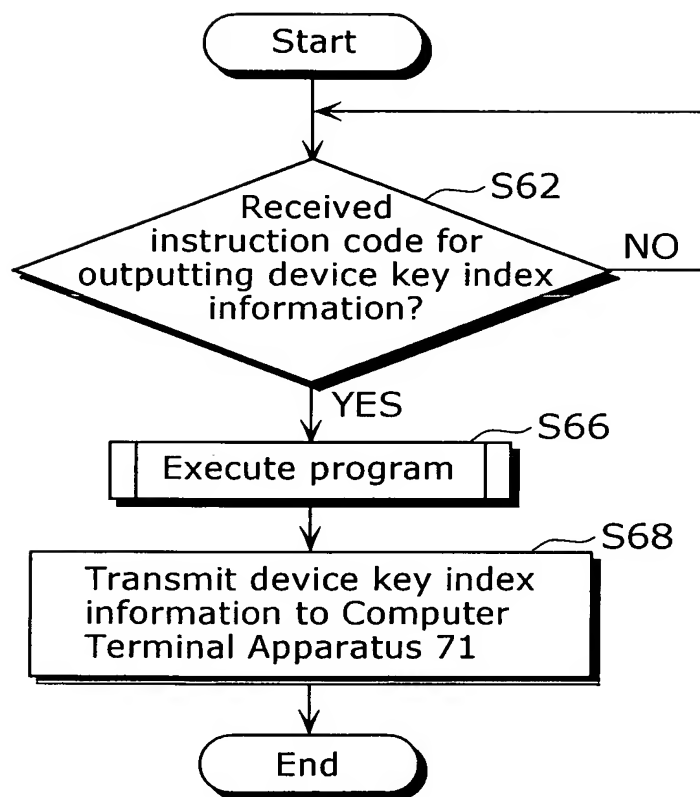 Start
S62
Received
instruction code for
outputting device key index
information?
NO
YES
S66
Execute program
S68
Transmit device key index
information to Computer
Terminal Apparatus 71
End